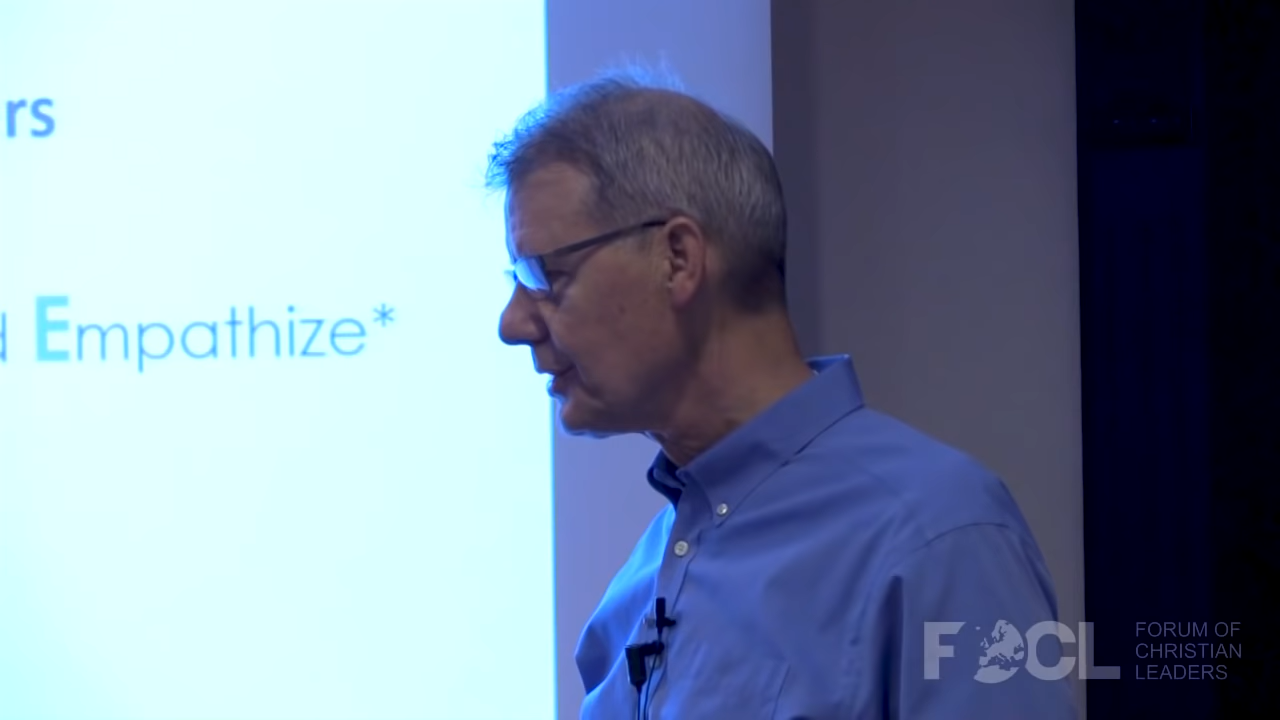 rs
d Empathize*
FOCL
FORUM OF
CHRISTIAN
LEADERS